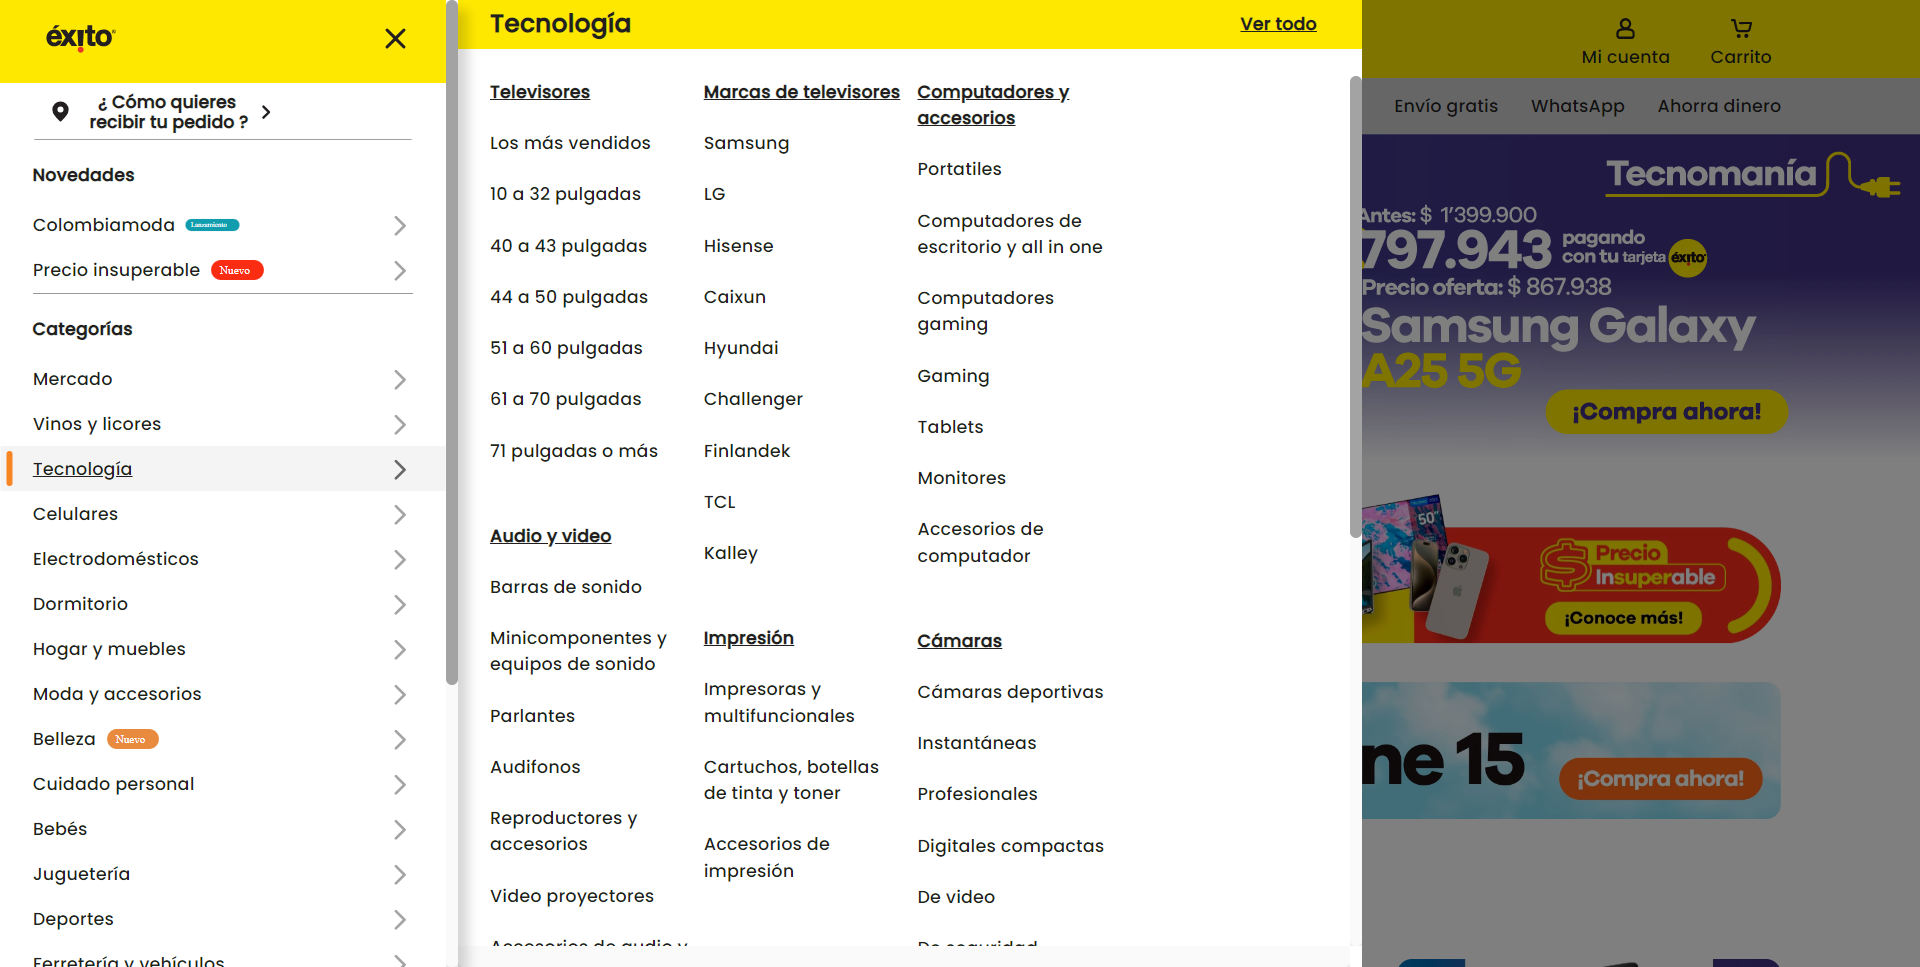 éxito
¿ Cómo quieres
recibir tu pedido ?
Novedades
Colombiamoda Lanzamiento
Precio insuperable Nuevo
Categorías
Mercado
Vinos y licores
Tecnología
Celulares
Electrodomésticos
Dormitorio
Hogar y muebles
Moda y accesorios
Belleza Nuevo
Cuidado personal
Bebés
Juguetería
Deportes
Ferretería y vehículos
Tecnología
Ver todo
Televisores
Los más vendidos
10 a 32 pulgadas
40 a 43 pulgadas
44 a 50 pulgadas
51 a 60 pulgadas
61 a 70 pulgadas
71 pulgadas o más
Audio y video
Barras de sonido
Minicomponentes y
equipos de sonido
Parlantes
Audifonos
Reproductores y
accesorios
Video proyectores
Accesorios de audio y
Marcas de televisores
Samsung
LG
Hisense
Caixun
Hyundai
Challenger
Finlandek
TCL
Kalley
Impresión
Impresoras y
multifuncionales
Cartuchos, botellas
de tinta y toner
Accesorios de
impresión
Computadores y
accesorios
Portatiles
Computadores de
escritorio y all in one
Computadores
gaming
Gaming
Tablets
Monitores
Accesorios de
computador
Cámaras
Cámaras deportivas
Instantáneas
Profesionales
Digitales compactas
De video
De seguridad
Mi cuenta
Carrito
Envío gratis
WhatsApp
Ahorra dinero
Tecnomanía
Antes: $ 1'399.900
797.943 pagando
con tu tarjeta éxito
Precio oferta: $ 867.938
Samsung Galaxy
A25 5G
¡Compra ahora!
50"
$ Precio
Insuperable
¡Conoce más!
ne 15
¡Compra ahora!